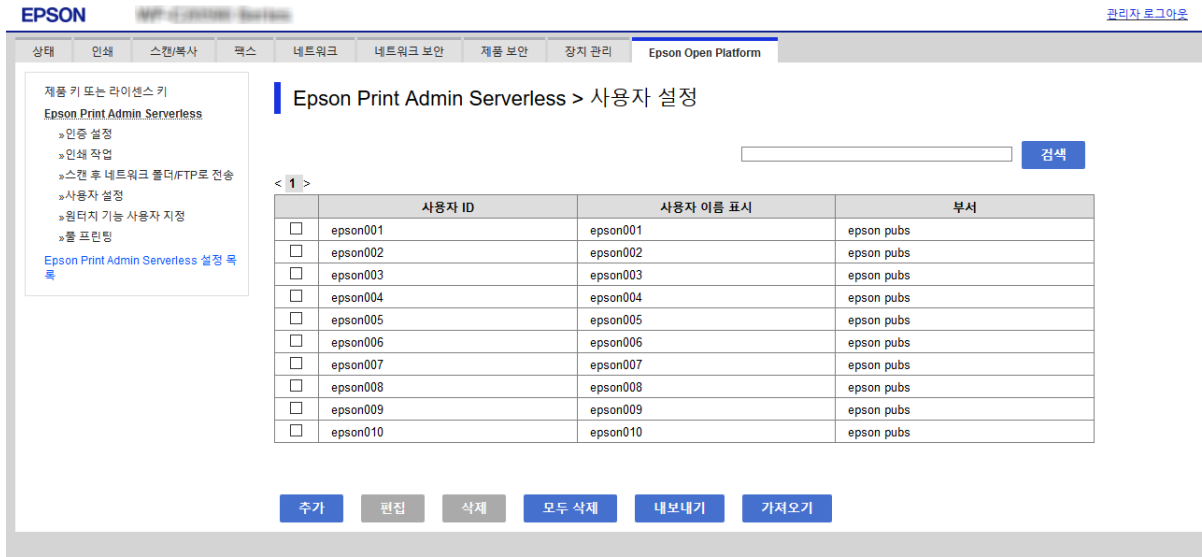 EPSON
관리자 로그아웃
상태 인쇄 스캔/복사 팩스 네트워크 네트워크 보안 제품 보안 장치 관리 Epson Open Platform
제품 키 또는 라이센스 키
Epson Print Admin Serverless
»인증 설정
»인쇄 작업
»스캔 후 네트워크 폴더/FTP로 전송
»사용자 설정
»원터치 기능 사용자 지정
»풀 프린팅
Epson Print Admin Serverless 설정 목
록
Epson Print Admin Serverless > 사용자 설정
검색
< 1 >
사용자 ID 사용자 이름 표시 부서
epson001 epson001 epson pubs
epson002 epson002 epson pubs
epson003 epson003 epson pubs
epson004 epson004 epson pubs
epson005 epson005 epson pubs
epson006 epson006 epson pubs
epson007 epson007 epson pubs
epson008 epson008 epson pubs
epson009 epson009 epson pubs
epson010 epson010 epson pubs
추가 편집 삭제 모두 삭제 내보내기 가져오기